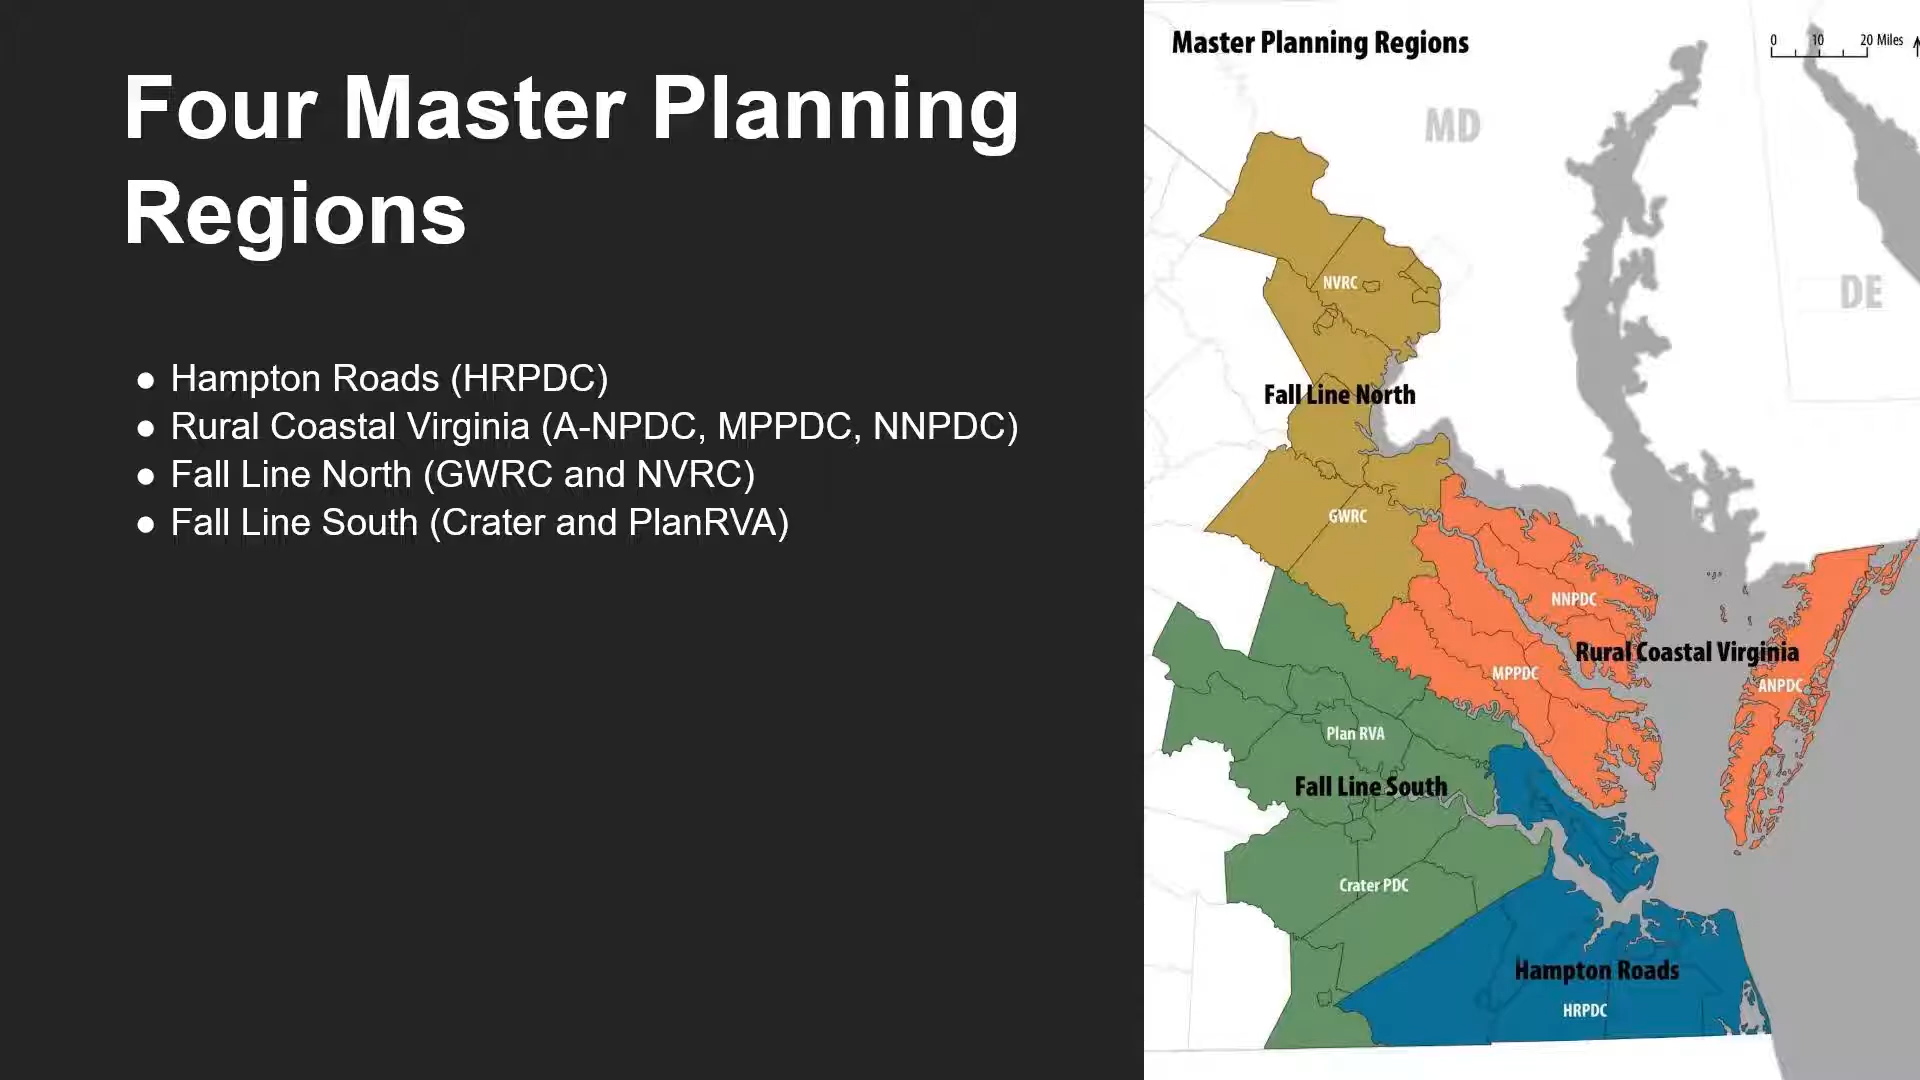 Four Master Planning
Regions
● Hampton Roads (HRPDC)
● Rural Coastal Virginia (A-NPDC, MPPDC, NNPDC)
● Fall Line North (GWRC and NVRC)
● Fall Line South (Crater and PlanRVA)
Master Planning Regions
0 10 20 Miles
MD
DE
NVRC
Fall Line North
GWRC
NNPDC
Rural Coastal Virginia
MPPDC
ANPDC
Plan RVA
Fall Line South
Crater PDC
Hampton Roads
HRPDC